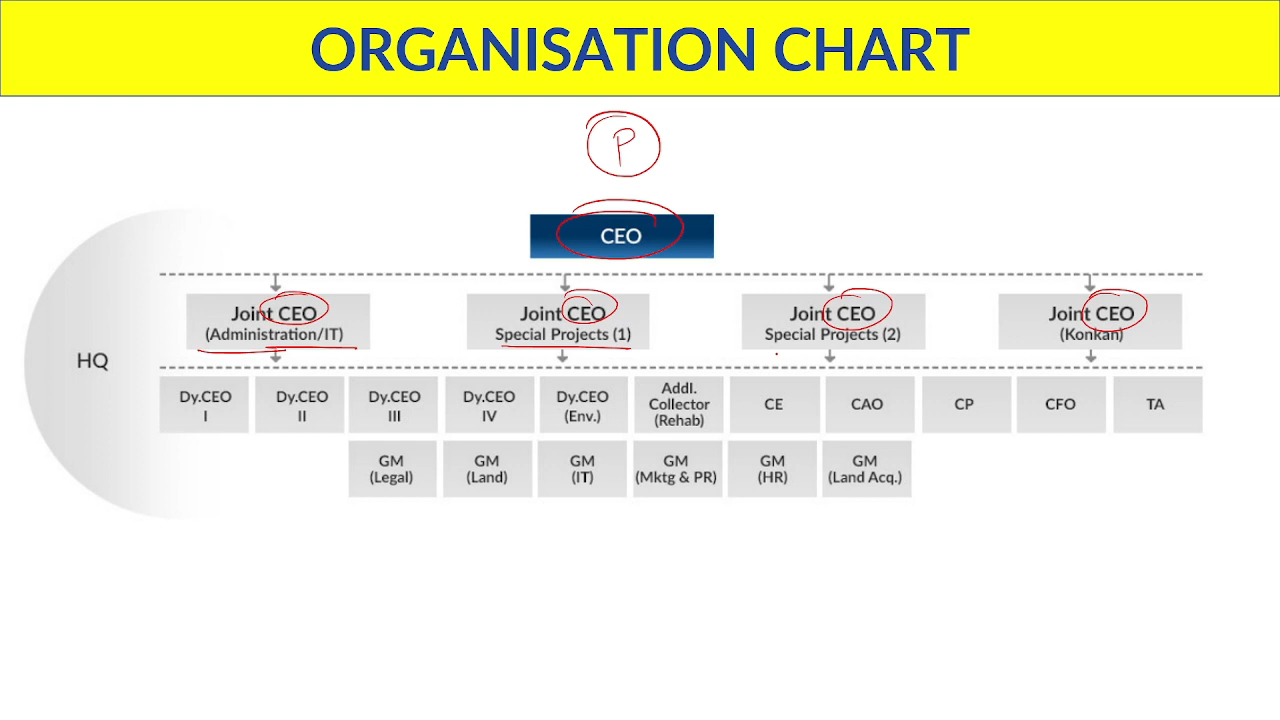 ORGANISATION CHART
P
CEO
HQ
Joint CEO
(Administration/IT)
Joint CEO
Special Projects (1)
Joint CEO
Special Projects (2)
Joint CEO
(Konkan)
Dy.CEO
I
Dy.CEO
II
Dy.CEO
III
Dy.CEO
IV
Dy.CEO
(Env.)
Addl.
Collector
(Rehab)
CE
CAO
CP
CFO
TA
GM
(Legal)
GM
(Land)
GM
(IT)
GM
(Mktg & PR)
GM
(HR)
GM
(Land Acq.)